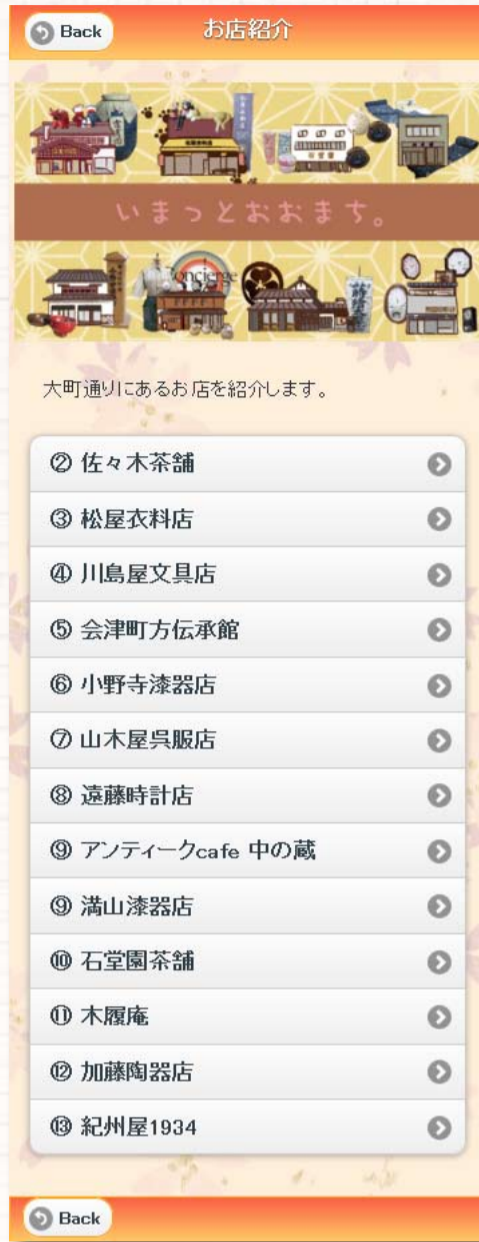 Back
お店紹介
Concierge
いまっとおおまち。
大町通りにあるお店を紹介します。
② 佐々木茶舗
③ 松屋衣料店
④ 川島屋文具店
⑤ 会津町方伝承館
⑥ 小野寺漆器店
⑦ 山木屋呉服店
⑧ 遠藤時計店
⑨ アンティークcafe 中の蔵
⑨ 満山漆器店
⑩ 石堂園茶舗
⑪ 木履庵
⑫ 加藤陶器店
⑬ 紀州屋1934
Back